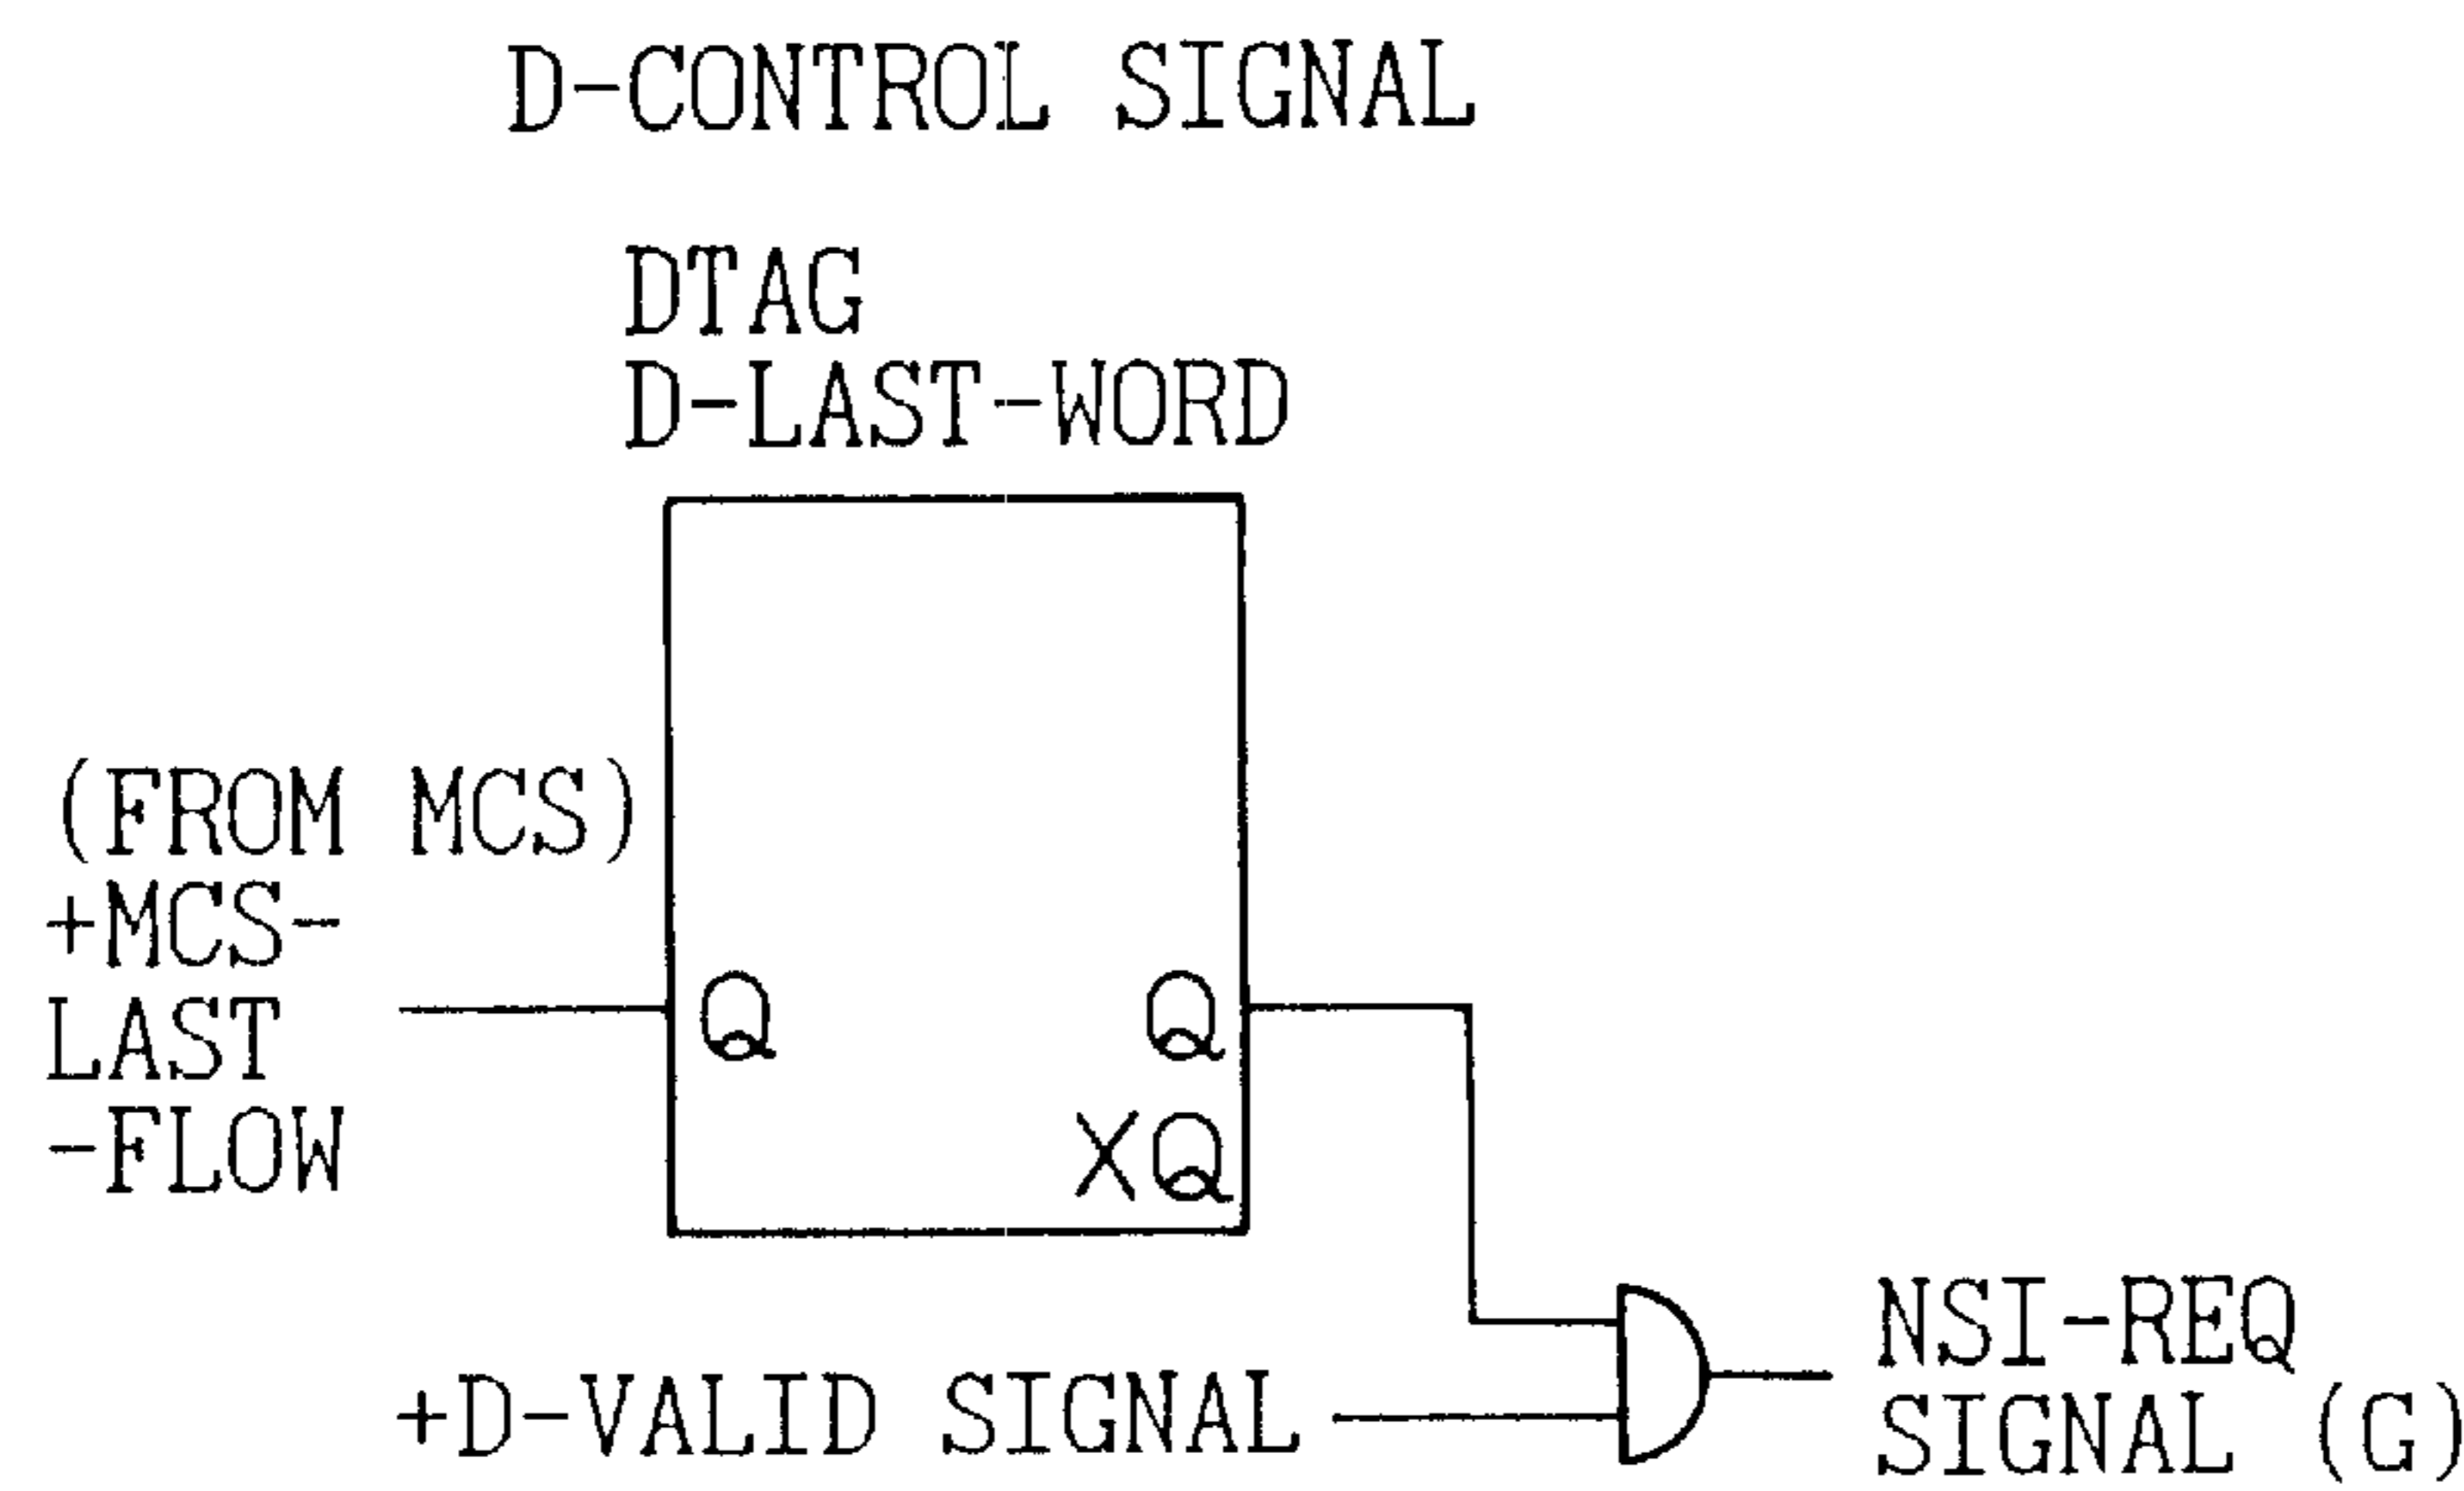 D-CONTROL SIGNAL
DTAG
D-LAST-WORD
(FROM MCS)
+MCS-
LAST
-FLOW
Q
Q
XQ
+D-VALID SIGNAL
NSI-REQ
SIGNAL (G)